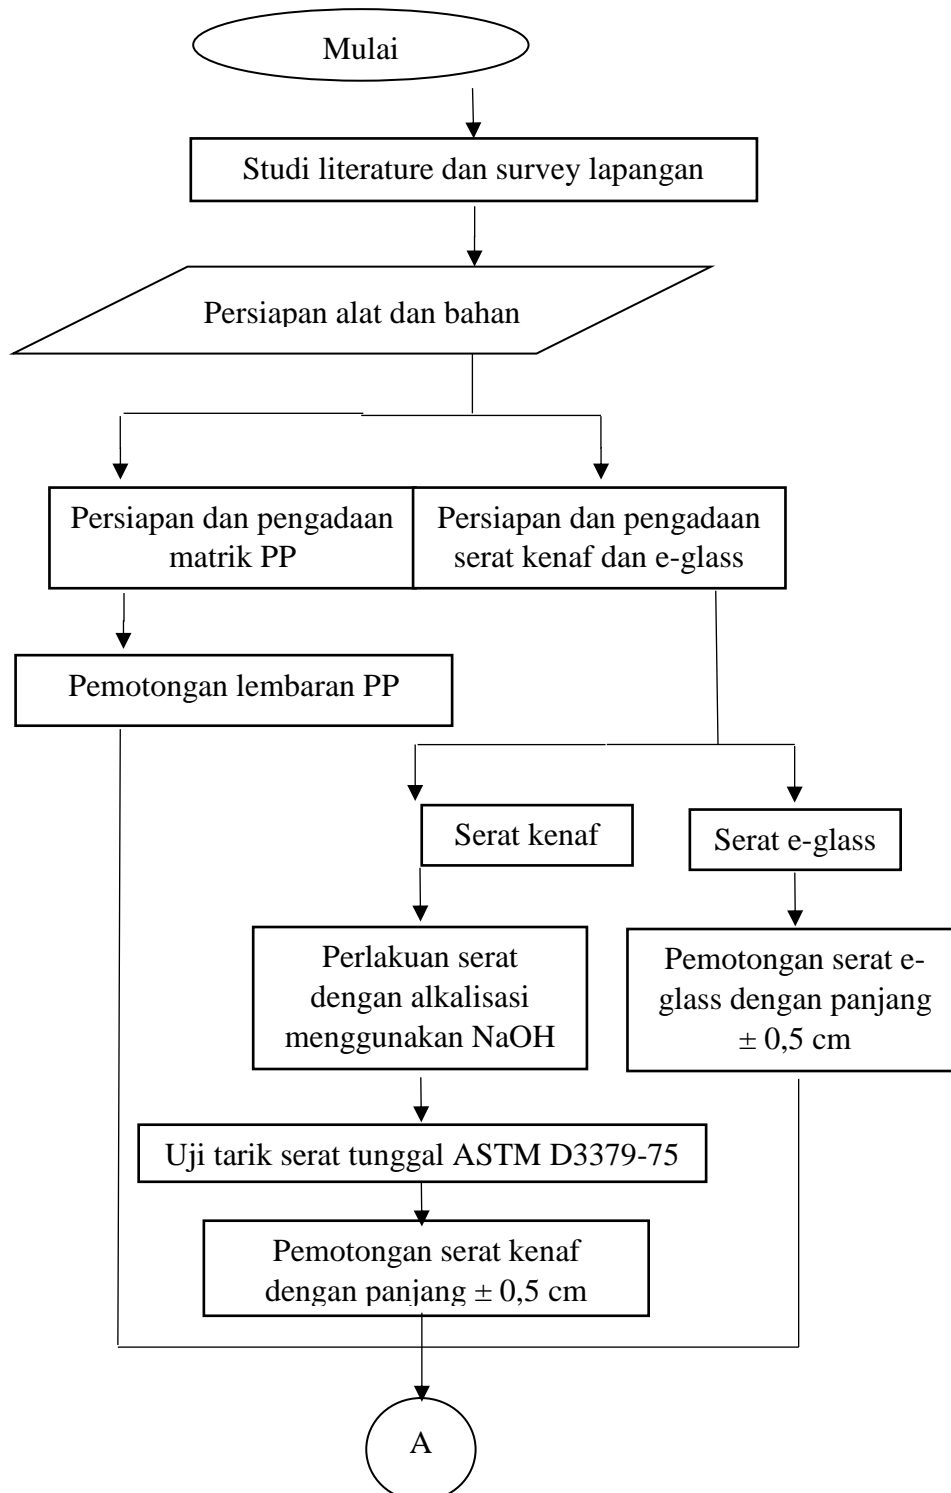 Mulai
Studi literature dan survey lapangan
Persiapan alat dan bahan
Persiapan dan pengadaan
matrik PP
Persiapan dan pengadaan
serat kenaf dan e-glass
Pemotongan lembaran PP
Serat kenaf
Serat e-glass
Perlakuan serat
dengan alkalisasi
menggunakan NaOH
Pemotongan serat e-
glass dengan panjang
± 0,5 cm
Uji tarik serat tunggal ASTM D3379-75
Pemotongan serat kenaf
dengan panjang ± 0,5 cm
A